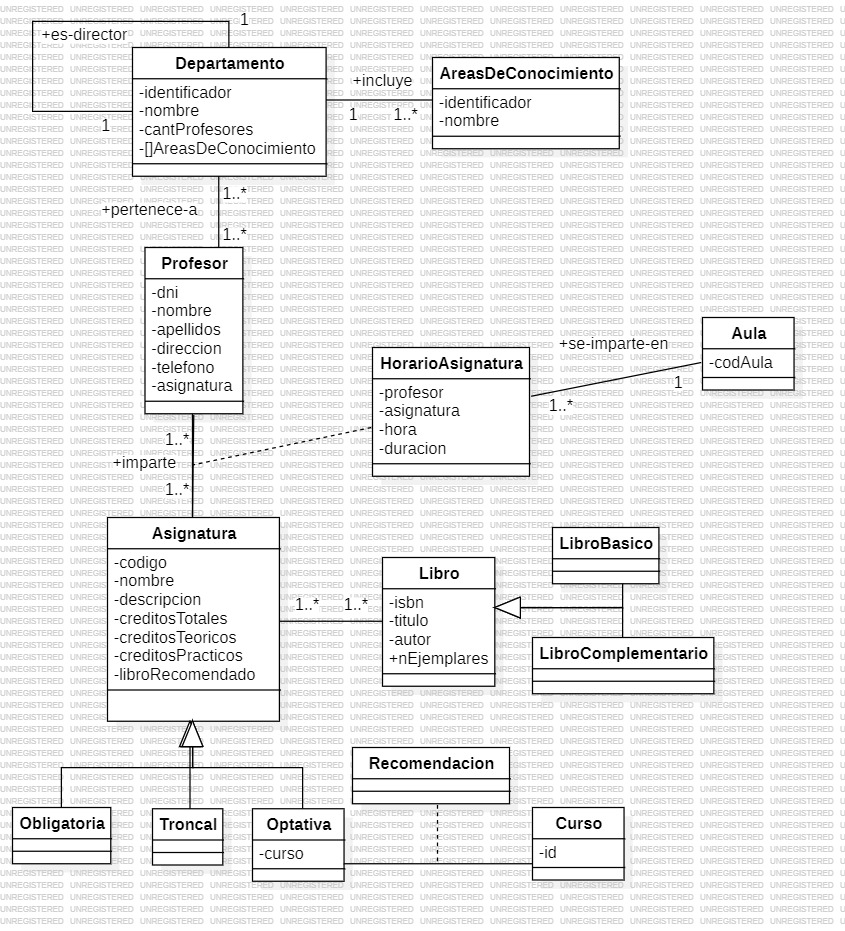 1
+es-director
Departamento
-identificador
-nombre
-cantProfesores
-[]AreasDeConocimiento
1
+incluye
1
1..*
AreasDeConocimiento
-identificador
-nombre
1..*
+pertenece-a
1..*
Profesor
-dni
-nombre
-apellidos
-direccion
-telefono
-asignatura
HorarioAsignatura
-profesor
-asignatura
-hora
-duracion
+se-imparte-en
1..*
1
Aula
-codAula
1..*
+imparte
1..*
Asignatura
-codigo
-nombre
-descripcion
-creditosTotales
-creditosTeoricos
-creditosPracticos
-libroRecomendado
1..*
1..*
Libro
-isbn
-titulo
-autor
+nEjemplares
LibroBasico
LibroComplementario
Obligatoria
Troncal
Optativa
-curso
Recomendacion
Curso
-id
UNREGISTERED